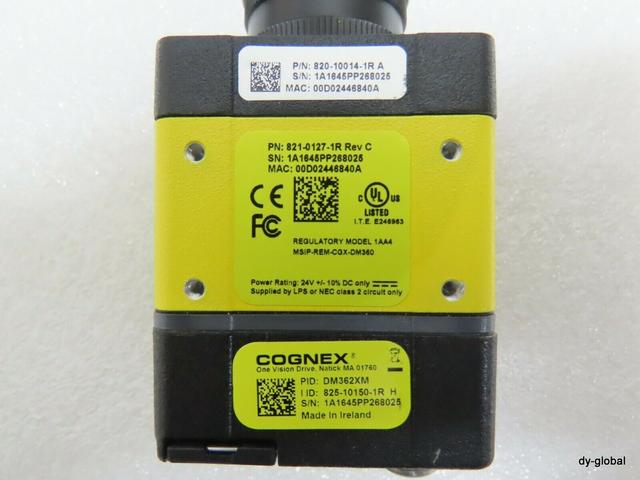 P/N: 820-10014-1R A
S/N: 1A1645PP268025
MAC: 00D02446840A
PN: 821-0127-1R Rev C
SN: 1A1645PP268025
MAC: 00D02446840A
CE
FC
C UL US
LISTED
I.T.E. E246963
REGULATORY MODEL 1AA4
MSIP-REM-CGX-DM360
Power Rating: 24V +/- 10% DC only
Supplied by LPS or NEC class 2 circuit only
COGNEX®
One Vision Drive, Natick MA 01760
PID: DM362XM
IID: 825-10150-1R H
S/N: 1A1645PP268025
Made in Ireland
dy-global